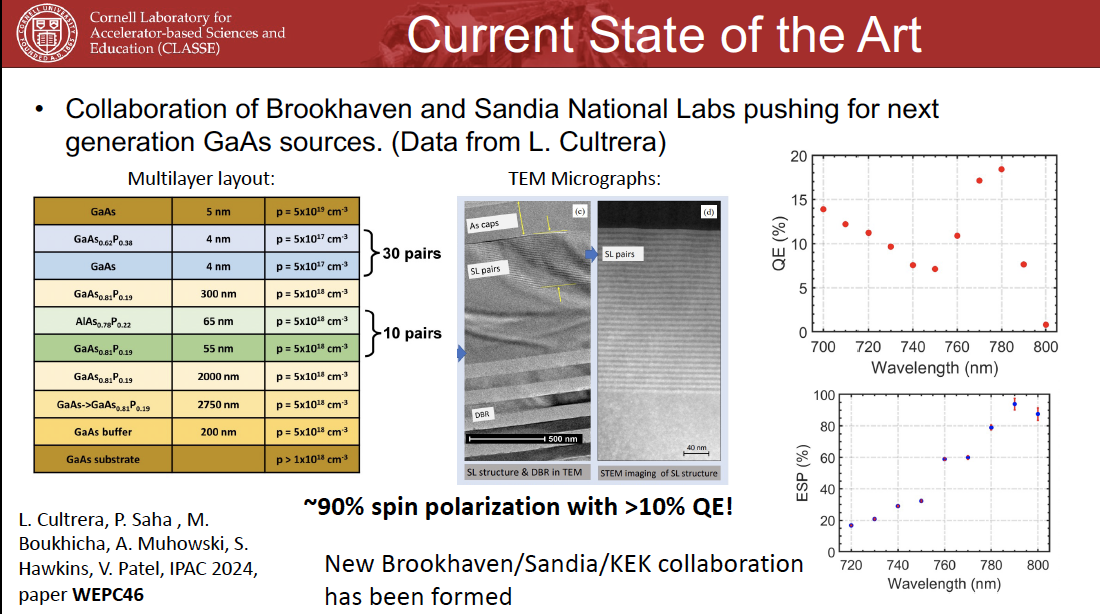 Cornell Laboratory for
Accelerator-based Sciences and
Education (CLASSE)
Current State of the Art
• Collaboration of Brookhaven and Sandia National Labs pushing for next
generation GaAs sources. (Data from L. Cultrera)
Multilayer layout:
GaAs 5 nm p = 5x10¹⁹ cm⁻³
GaAs₀.₆₂P₀.₃₈ 4 nm p = 5x10¹⁷ cm⁻³
GaAs 4 nm p = 5x10¹⁷ cm⁻³
30 pairs
GaAs₀.₈₁P₀.₁₉ 300 nm p = 5x10¹⁸ cm⁻³
AlAs₀.₇₈P₀.₂₂ 65 nm p = 5x10¹⁸ cm⁻³
GaAs₀.₈₁P₀.₁₉ 55 nm p = 5x10¹⁸ cm⁻³
10 pairs
GaAs₀.₈₁P₀.₁₉ 2000 nm p = 5x10¹⁸ cm⁻³
GaAs->GaAs₀.₈₁P₀.₁₉ 2750 nm p = 5x10¹⁸ cm⁻³
GaAs buffer 200 nm p = 5x10¹⁸ cm⁻³
GaAs substrate p > 1x10¹⁸ cm⁻³
TEM Micrographs:
(c)
As caps
SL pairs
DBR
500 nm
SL structure & DBR in TEM
(d)
SL pairs
40 nm
STEM imaging of SL structure
20
15
10
5
0
QE (%)
700 720 740 760 780 800
Wavelength (nm)
100
80
60
40
20
0
ESP (%)
720 740 760 780 800
Wavelength (nm)
~90% spin polarization with >10% QE!
L. Cultrera, P. Saha , M.
Boukhicha, A. Muhowski, S.
Hawkins, V. Patel, IPAC 2024,
paper WEPC46
New Brookhaven/Sandia/KEK collaboration
has been formed